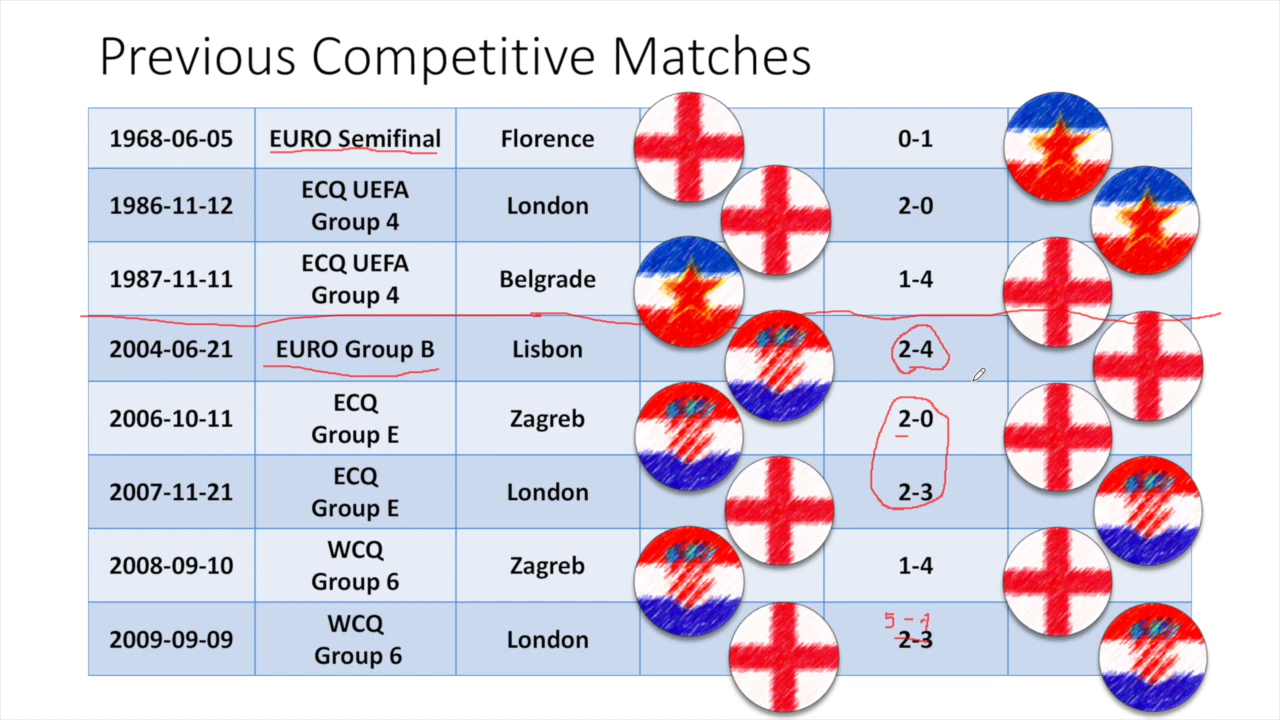 Previous Competitive Matches
1968-06-05 EURO Semifinal Florence 0-1
1986-11-12 ECQ UEFA Group 4 London 2-0
1987-11-11 ECQ UEFA Group 4 Belgrade 1-4
2004-06-21 EURO Group B Lisbon 2-4
2006-10-11 ECQ Group E Zagreb 2-0
2007-11-21 ECQ Group E London 2-3
2008-09-10 WCQ Group 6 Zagreb 1-4
5-1
2009-09-09 WCQ Group 6 London 2-3